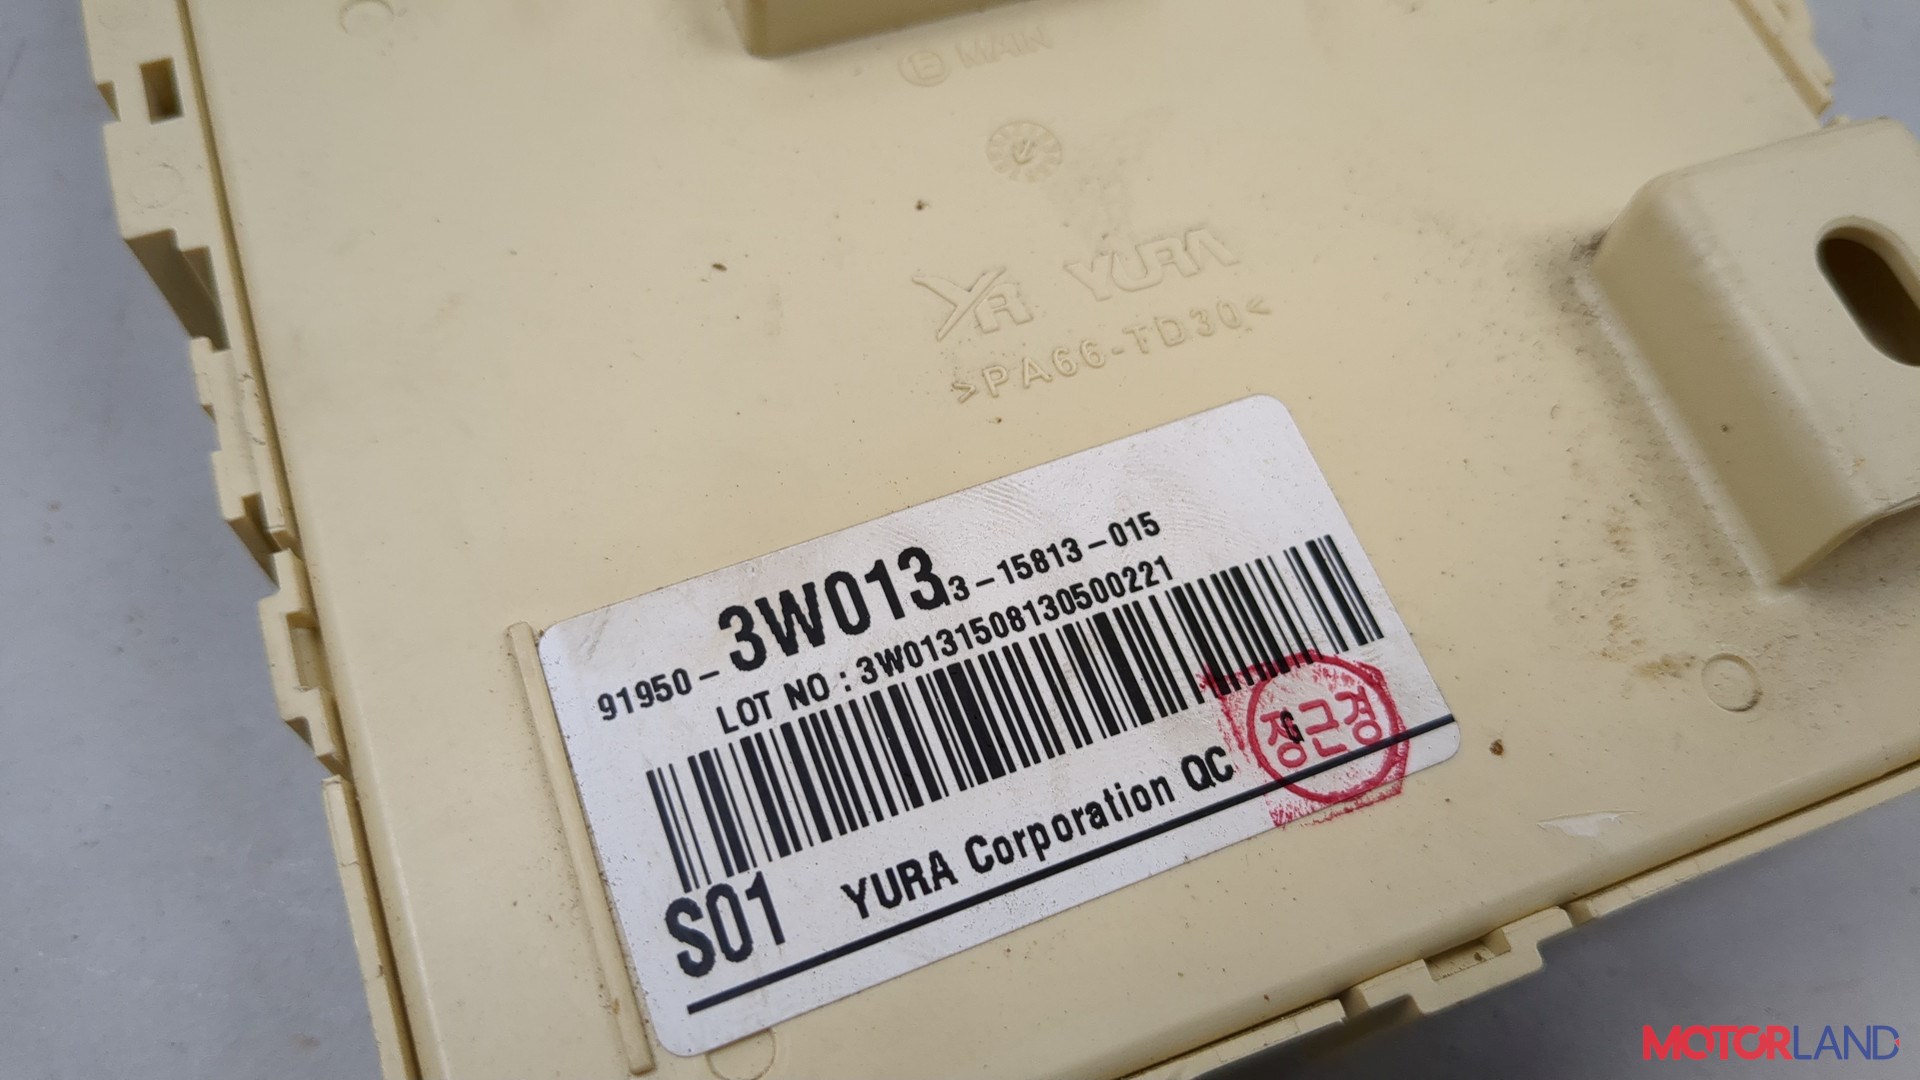 E MAIN
YR YURA
>PA66-TD30<
91950-3W013 3-15813-015
LOT NO : 3W0131508130500221
G
장근경
S01 YURA Corporation QC
MOTORLAND